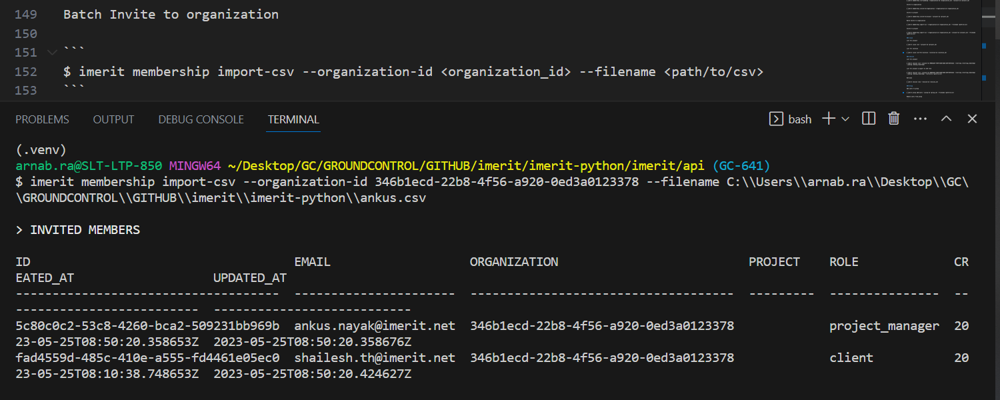 149 Batch Invite to organization
150
151 ```
152 $ imerit membership import-csv --organization-id <organization_id> --filename <path/to/csv>
153 ```
PROBLEMS OUTPUT DEBUG CONSOLE TERMINAL bash
(.venv)
arnab.ra@SLT-LTP-850 MINGW64 ~/Desktop/GC/GROUNDCONTROL/GITHUB/imerit/imerit-python/imerit/api (GC-641)
$ imerit membership import-csv --organization-id 346b1ecd-22b8-4f56-a920-0ed3a0123378 --filename C:\\Users\\arnab.ra\\Desktop\\GC\
\GROUNDCONTROL\\GITHUB\\imerit\\imerit-python\\ankus.csv
> INVITED MEMBERS
ID EMAIL ORGANIZATION PROJECT ROLE CR
EATED_AT UPDATED_AT
------------------------------------ ---------------------- ------------------------------------ --------- --------------- --
------------------------- ---------------------------
5c80c0c2-53c8-4260-bca2-509231bb969b ankus.nayak@imerit.net 346b1ecd-22b8-4f56-a920-0ed3a0123378 project_manager 20
23-05-25T08:50:20.358653Z 2023-05-25T08:50:20.358676Z
fad4559d-485c-410e-a555-fd4461e05ec0 shailesh.th@imerit.net 346b1ecd-22b8-4f56-a920-0ed3a0123378 client 20
23-05-25T08:10:38.748653Z 2023-05-25T08:50:20.424627Z